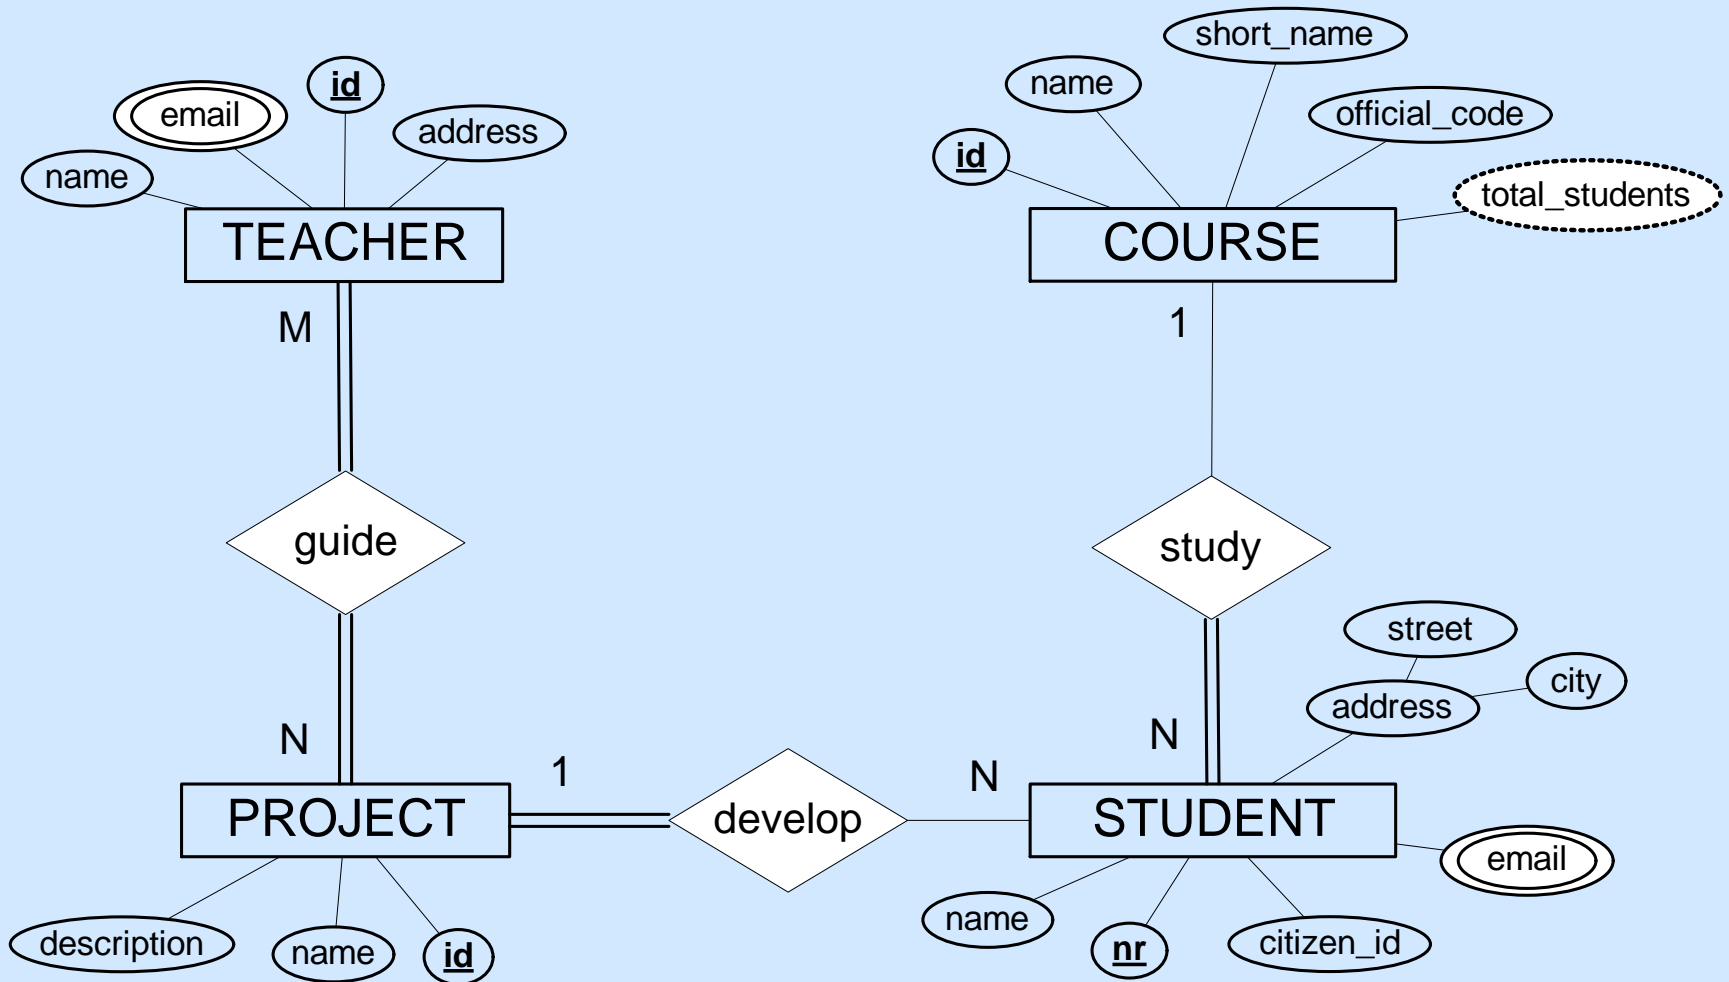 short_name
name
id
email
official_code
address
id
name
total_students
TEACHER
COURSE
M
1
guide
study
street
city
address
N
N
1
N
PROJECT
develop
STUDENT
email
name
description
name
id
nr
citizen_id